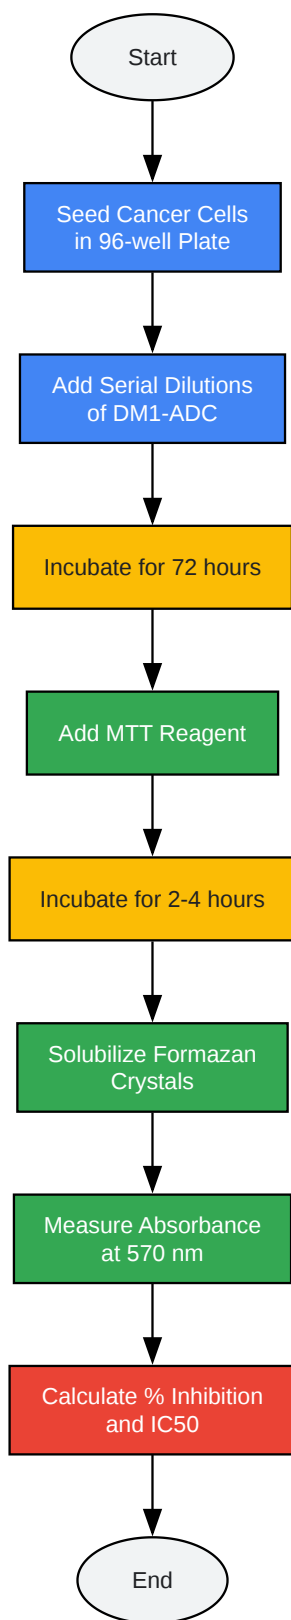 Start
Seed Cancer Cells
in 96-well Plate
Add Serial Dilutions
of DM1-ADC
Incubate for 72 hours
Add MTT Reagent
Incubate for 2-4 hours
Solubilize Formazan
Crystals
Measure Absorbance
at 570 nm
Calculate % Inhibition
and IC50
End